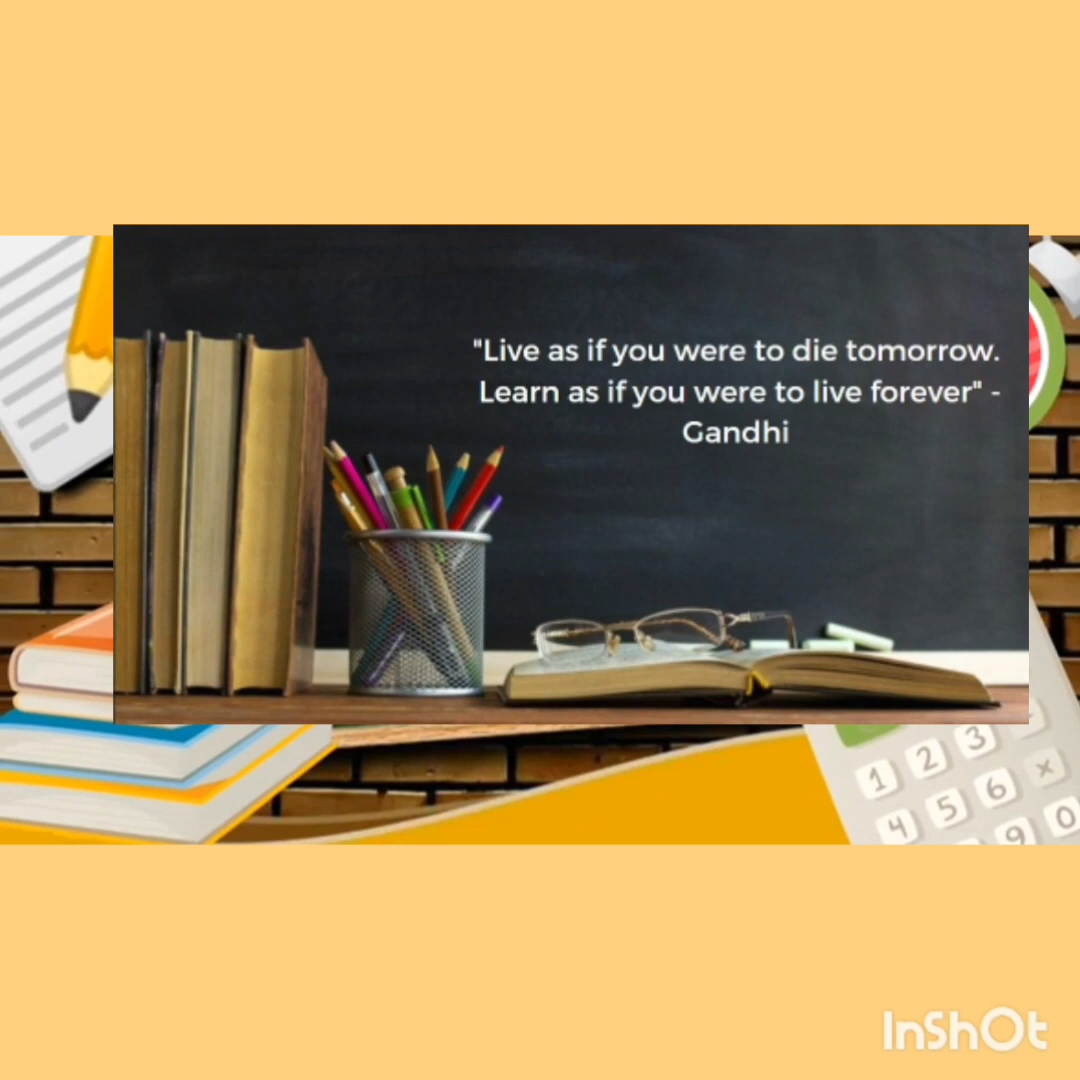 "Live as if you were to die tomorrow.
Learn as if you were to live forever" -
Gandhi
1 2 3
4 5 6 ×
9 0
InShOt